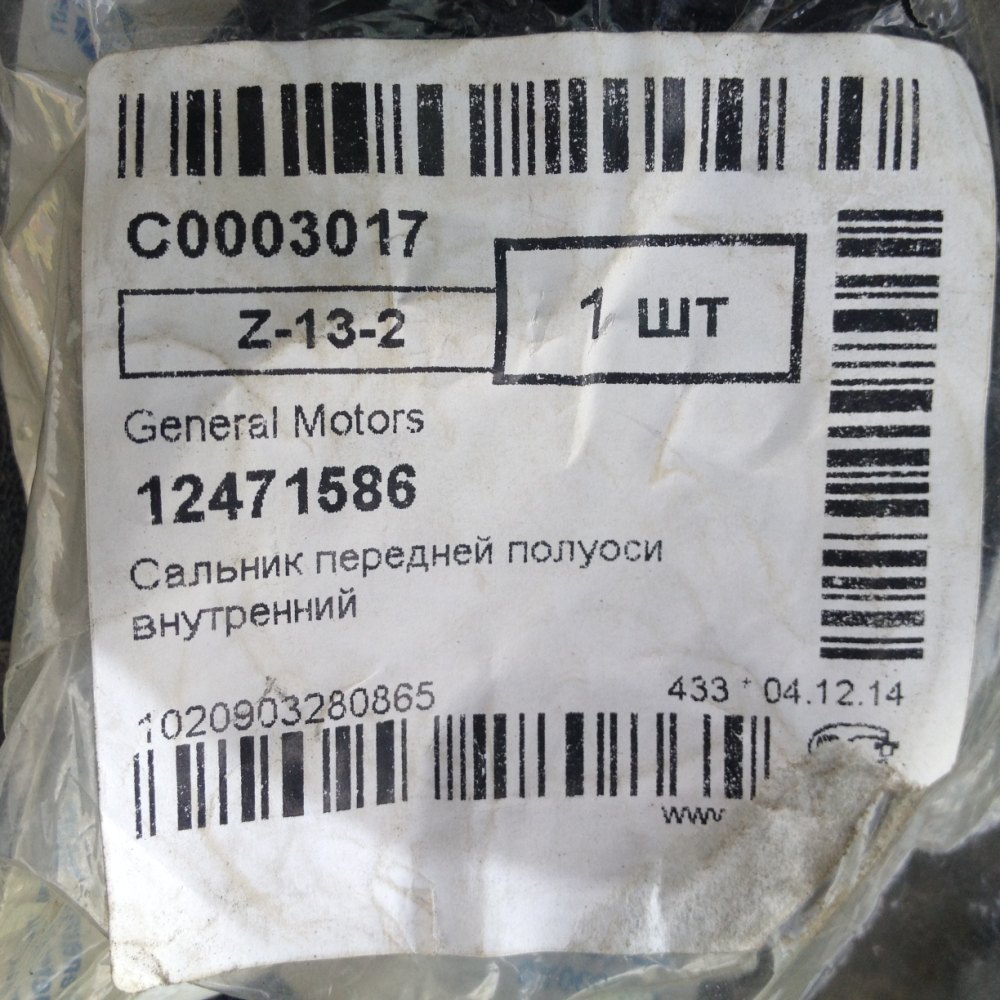 C0003017
Z-13-2
1 шт
General Motors
12471586
Сальник передней полуоси
внутренний
1020903280865
433 * 04.12.14
www